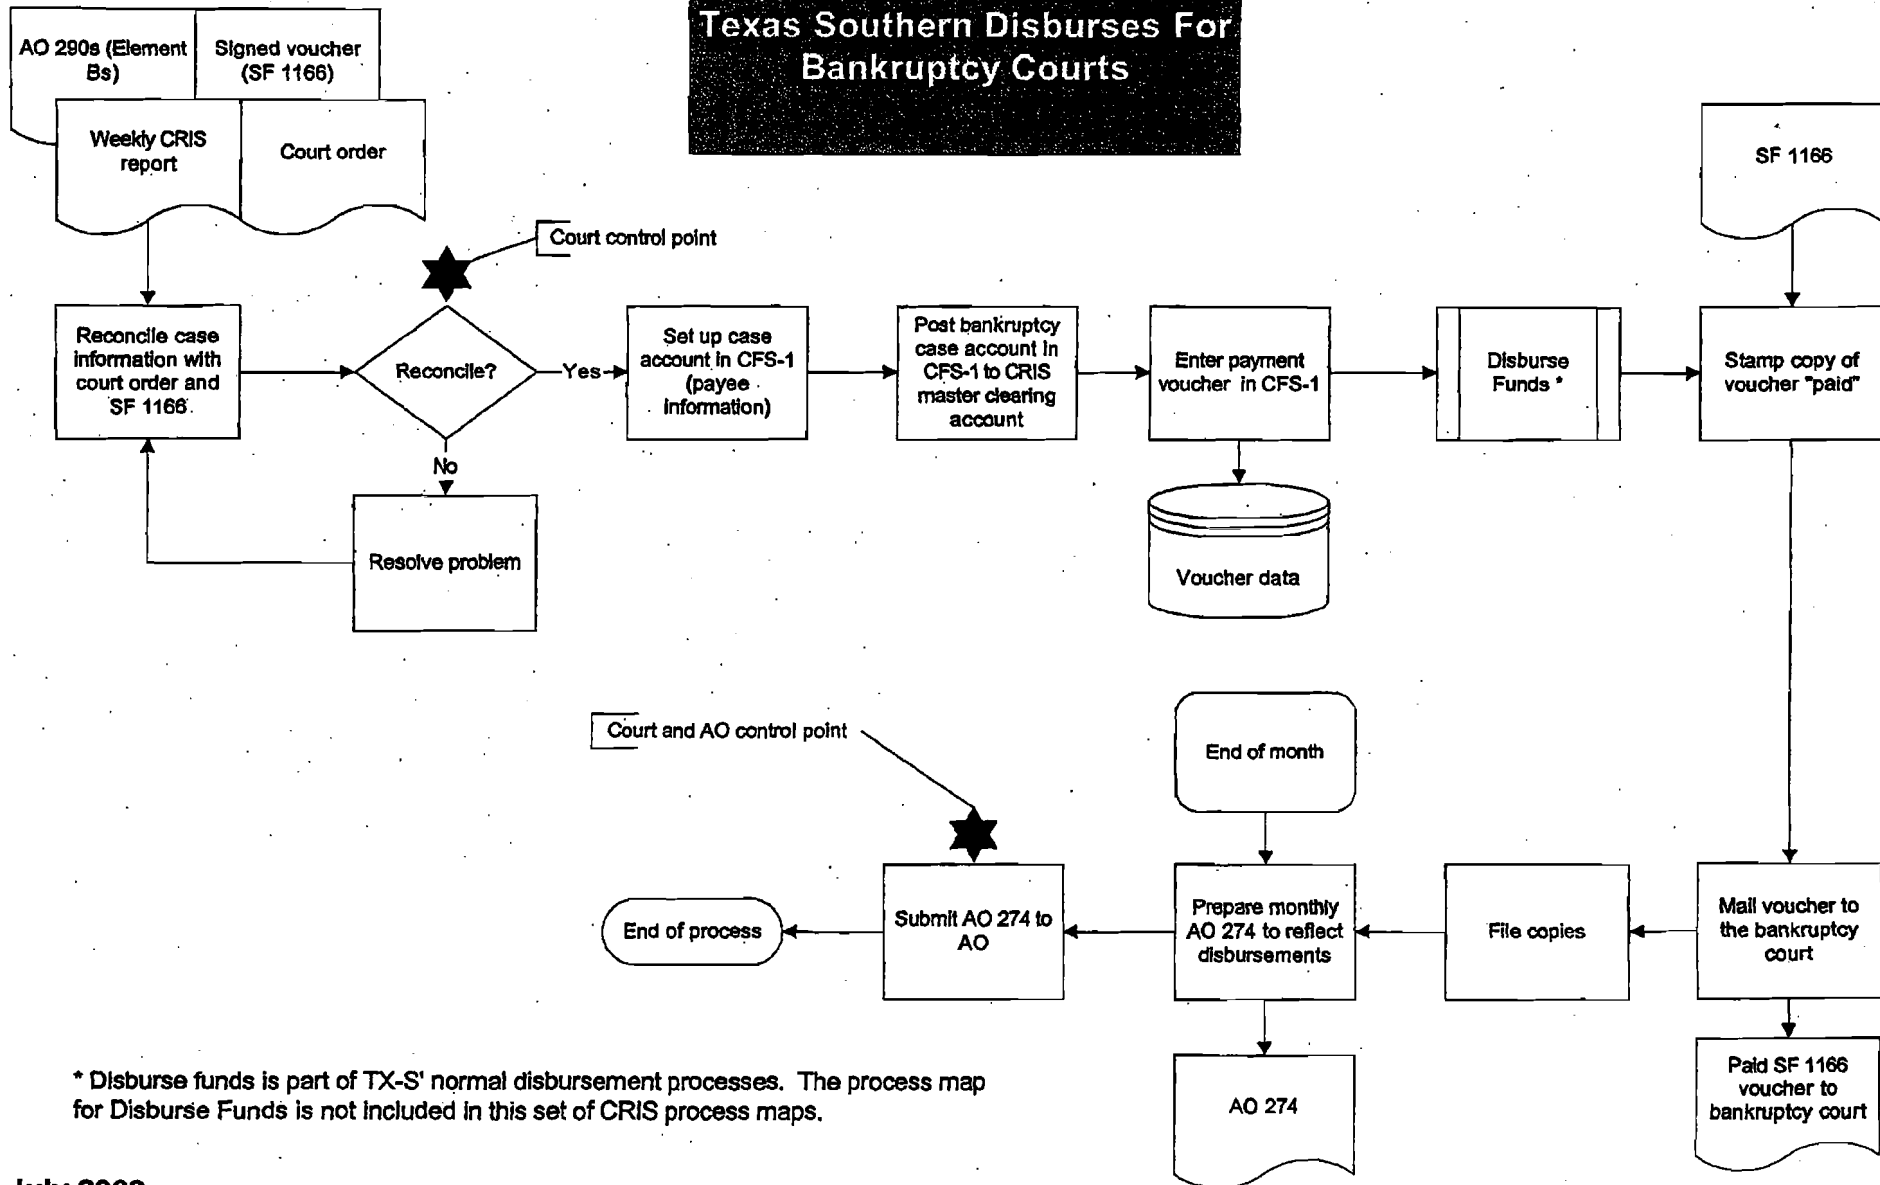 Texas Southern Disburses For
Bankruptcy Courts
AO 290s (Element
Bs)
Signed voucher
(SF 1166)
Weekly CRIS
report
Court order
SF 1166
Court control point
Reconcile case
information with
court order and
SF 1166.
Reconcile?
Yes
Set up case
account in CFS-1
(payee
information)
Post bankruptcy
case account in
CFS-1 to CRIS
master clearing
account
Enter payment
voucher in CFS-1
Disburse
Funds *
Stamp copy of
voucher "paid"
No
Resolve problem
Voucher data
Court and AO control point
End of month
End of process
Submit AO 274 to
AO
Prepare monthly
AO 274 to reflect
disbursements
File copies
Mail voucher to
the bankruptcy
court
AO 274
Paid SF 1166
voucher to
bankruptcy court
* Disburse funds is part of TX-S' normal disbursement processes. The process map
for Disburse Funds is not included in this set of CRIS process maps.